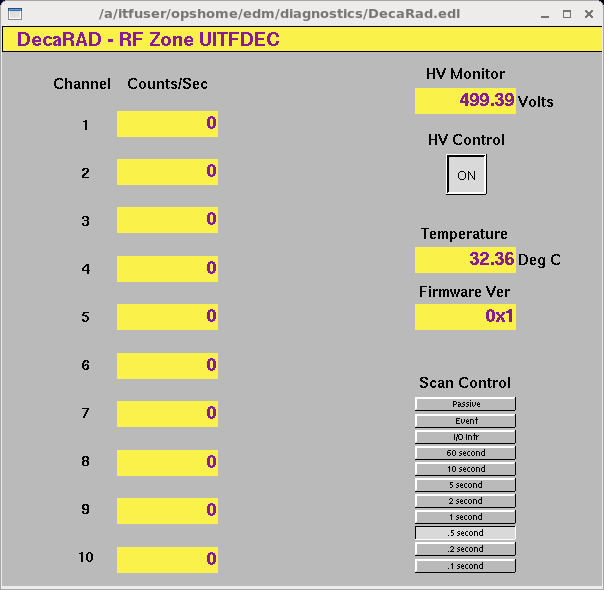 /a/itfuser/opshome/edm/diagnostics/DecaRad.edl
DecaRAD - RF Zone UITFDEC
Channel Counts/Sec
1 0
2 0
3 0
4 0
5 0
6 0
7 0
8 0
9 0
10 0
HV Monitor
499.39 Volts
HV Control
ON
Temperature
32.36 Deg C
Firmware Ver
0x1
Scan Control
Passive
Event
I/O Intr
60 second
10 second
5 second
2 second
1 second
.5 second
.2 second
.1 second